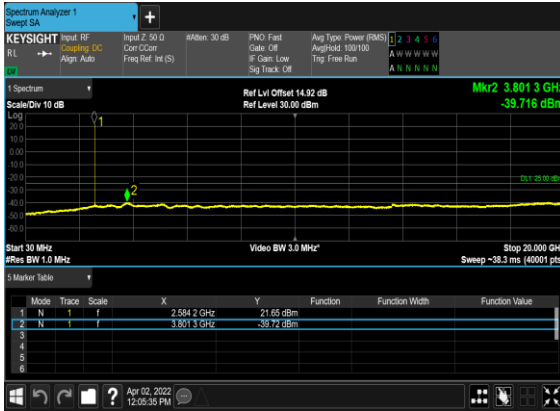 Spectrum Analyzer 1
Swept SA
KEYSIGHT Input: RF Input Z: 50 Ω #Atten: 30 dB PNO: Fast Avg Type: Power (RMS) 1 2 3 4 5 6
RL Coupling: DC Corr CCorr Gate: Off Avg|Hold: 100/100 A W W W W W
Align: Auto Freq Ref: Int (S) IF Gain: Low Trig: Free Run
Sig Track: Off A N N N N N
1 Spectrum Ref Lvl Offset 14.92 dB Mkr2 3.801 3 GHz
Scale/Div 10 dB Ref Level 30.00 dBm -39.716 dBm
Log
20.0
10.0
0.00
-10.0
-20.0
-30.0
-40.0
-50.0
-60.0
1
2
Start 30 MHz Video BW 3.0 MHz* Stop 20.000 GH
#Res BW 1.0 MHz Sweep ~38.3 ms (40001 pts
5 Marker Table
Mode Trace Scale X Y Function Function Width Function Value
1 N 1 f 2.584 2 GHz 21.65 dBm
2 N 1 f 3.801 3 GHz -39.72 dBm
3
4
5
6
? Apr 02, 2022
12:05:35 PM